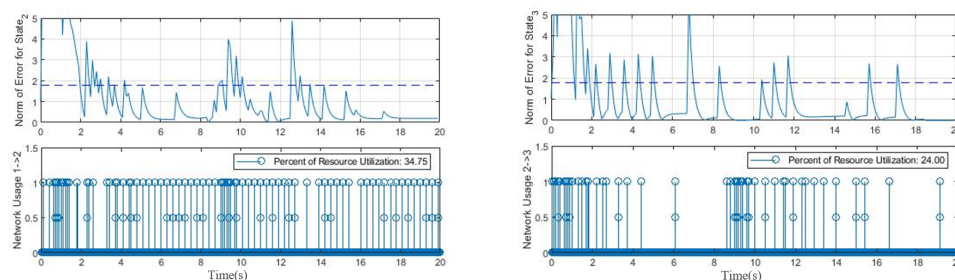 Norm of Error for State2
5
4
3
2
1
0
0 2 4 6 8 10 12 14 16 18 20
Network Usage 1->2
1.5
1
0.5
0
Percent of Resource Utilization: 34.75
0 2 4 6 8 10 12 14 16 18 20
Time(s)
Norm of Error for State3
5
4
3
2
1
0
0 2 4 6 8 10 12 14 16 18 20
Network Usage 2->3
1.5
1
0.5
0
Percent of Resource Utilization: 24.00
0 2 4 6 8 10 12 14 16 18 20
Time(s)